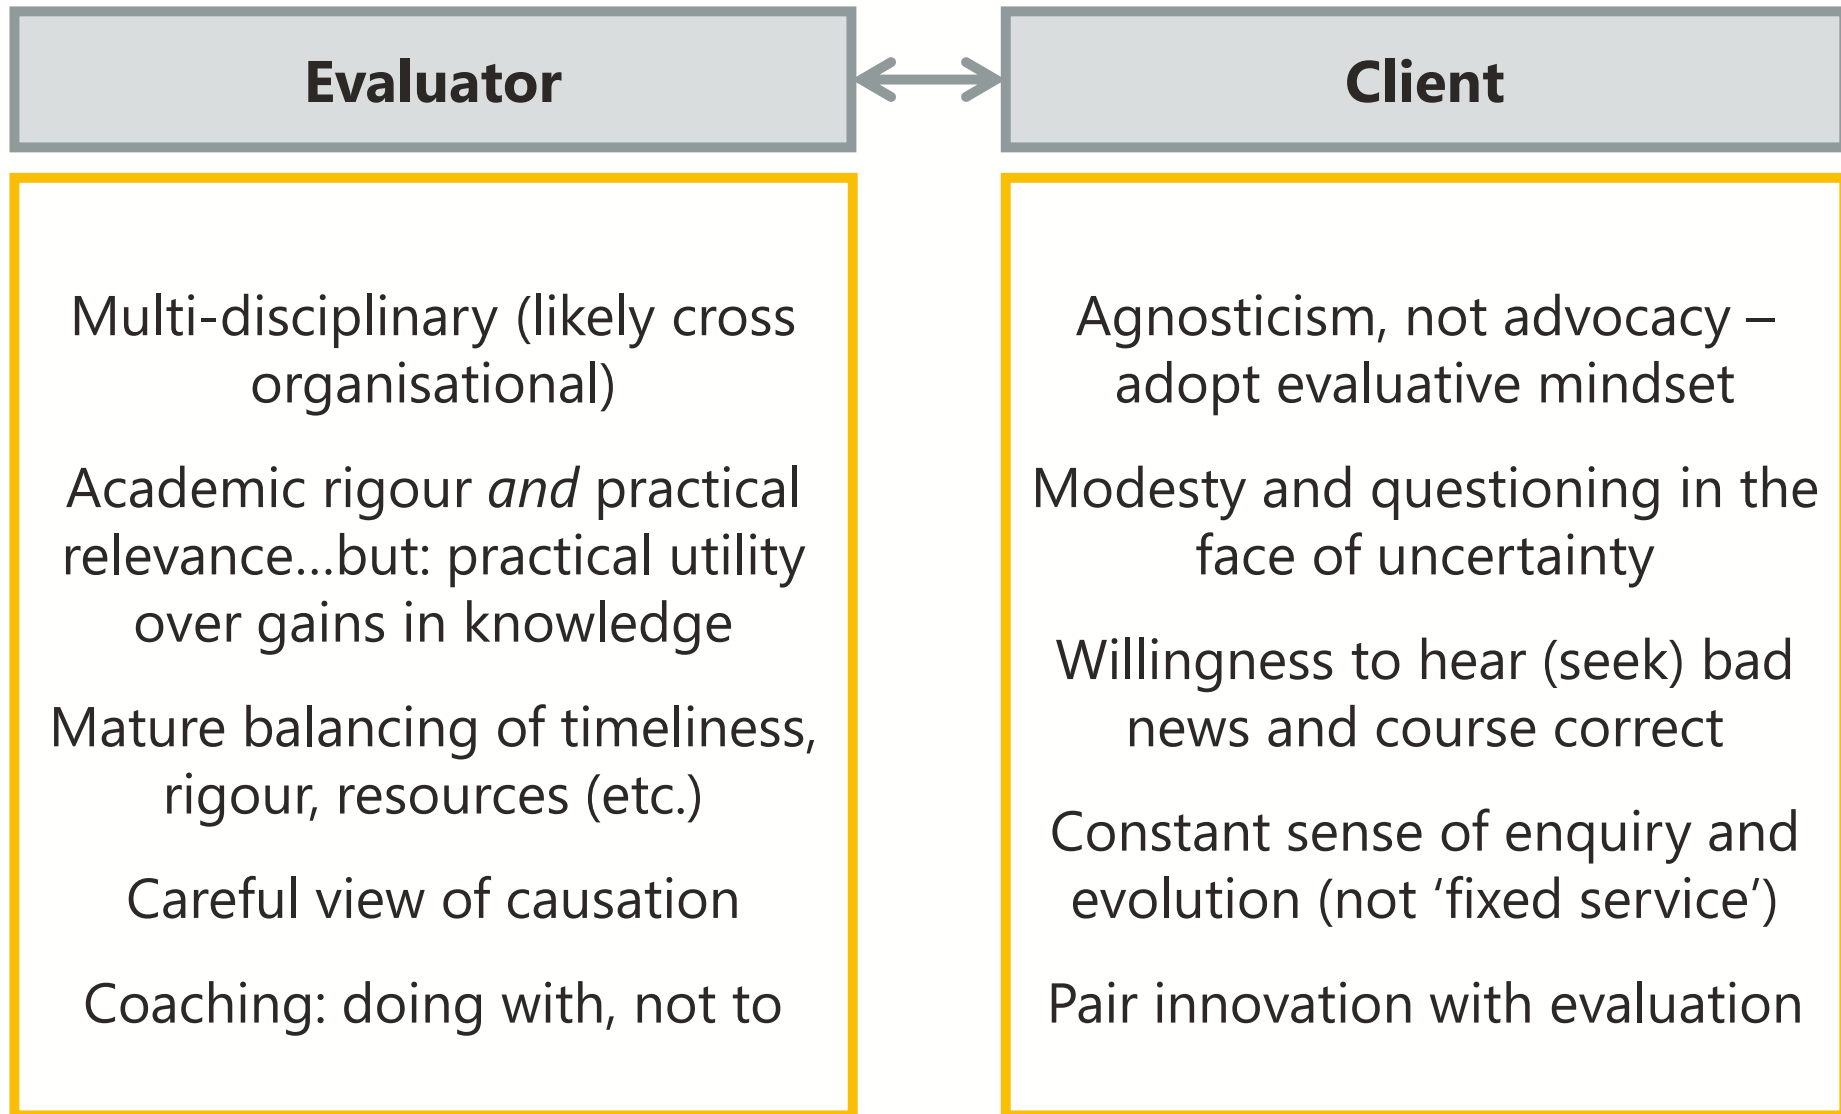 Evaluator
Client
Multi-disciplinary (likely cross
organisational)
Academic rigour and practical
relevance...but: practical utility
over gains in knowledge
Mature balancing of timeliness,
rigour, resources (etc.)
Careful view of causation
Coaching: doing with, not to
Agnosticism, not advocacy –
adopt evaluative mindset
Modesty and questioning in the
face of uncertainty
Willingness to hear (seek) bad
news and course correct
Constant sense of enquiry and
evolution (not ‘fixed service’)
Pair innovation with evaluation